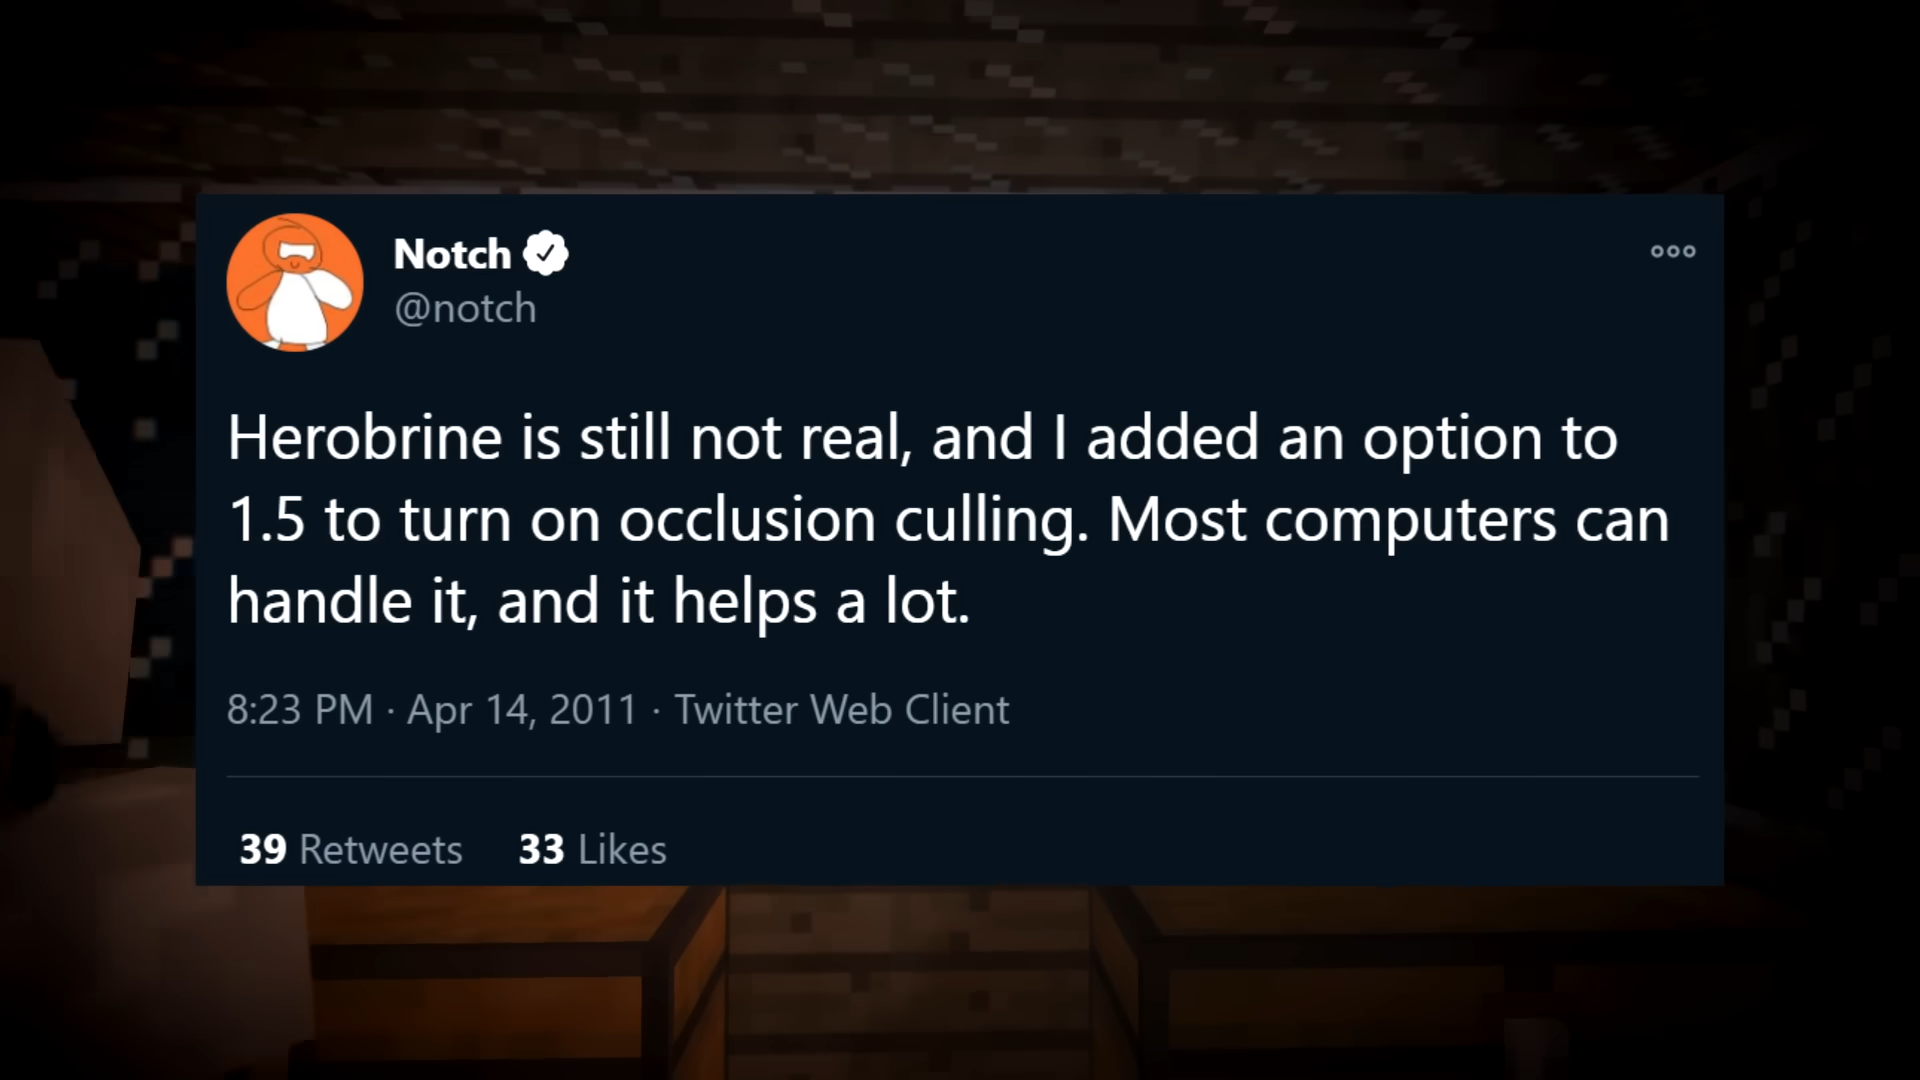 Notch
@notch
Herobrine is still not real, and I added an option to
1.5 to turn on occlusion culling. Most computers can
handle it, and it helps a lot.
8:23 PM · Apr 14, 2011 · Twitter Web Client
39 Retweets 33 Likes